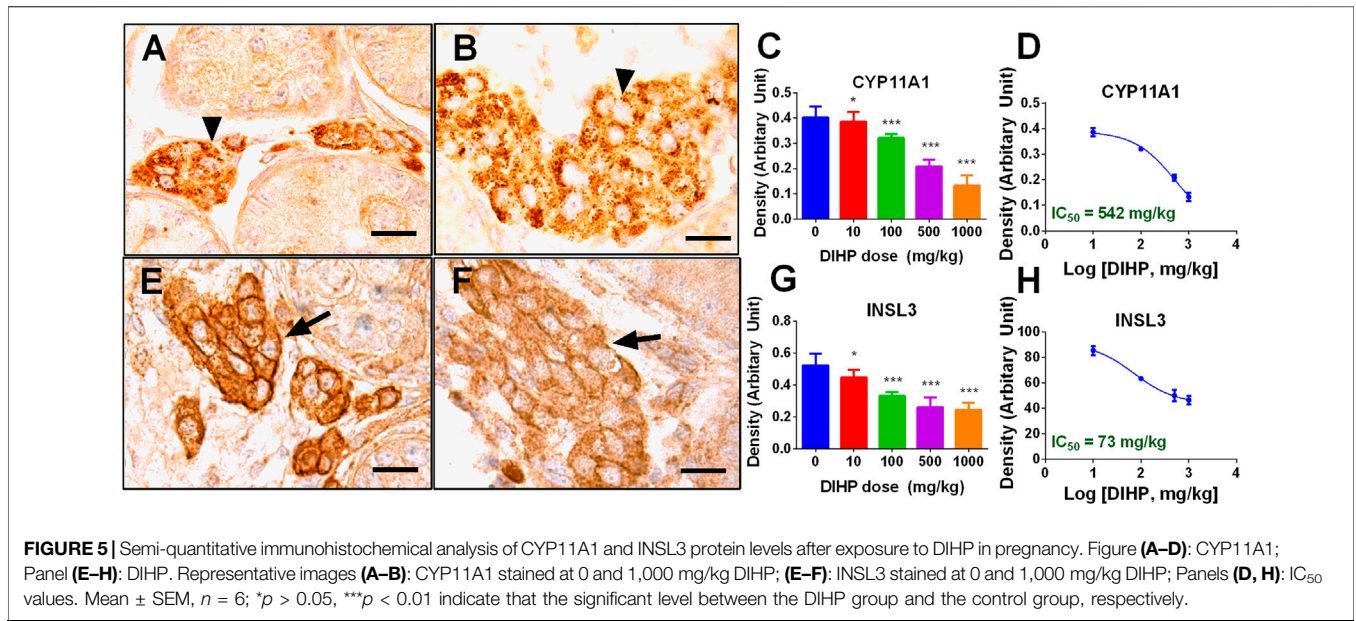 A
B
C
CYP11A1
Density (Arbitary Unit)
0.5
0.4
0.3
0.2
0.1
0.0
* *** *** ***
0 10 100 500 1000
DIHP dose (mg/kg)
D
CYP11A1
Density (Arbitary Unit)
0.5
0.4
0.3
0.2
0.1
0.0
IC50 = 542 mg/kg
0 1 2 3 4
Log [DIHP, mg/kg]
E
F
G
INSL3
Density (Arbitary Unit)
0.8
0.6
0.4
0.2
0.0
* *** *** ***
0 10 100 500 1000
DIHP dose (mg/kg)
H
INSL3
Density (Arbitary Unit)
100
80
60
40
20
0
IC50 = 73 mg/kg
0 1 2 3 4
Log [DIHP, mg/kg]
FIGURE 5 | Semi-quantitative immunohistochemical analysis of CYP11A1 and INSL3 protein levels after exposure to DIHP in pregnancy. Figure (A–D): CYP11A1;
Panel (E–H): DIHP. Representative images (A–B): CYP11A1 stained at 0 and 1,000 mg/kg DIHP; (E–F): INSL3 stained at 0 and 1,000 mg/kg DIHP; Panels (D, H): IC50
values. Mean ± SEM, n = 6; *p > 0.05, ***p < 0.01 indicate that the significant level between the DIHP group and the control group, respectively.